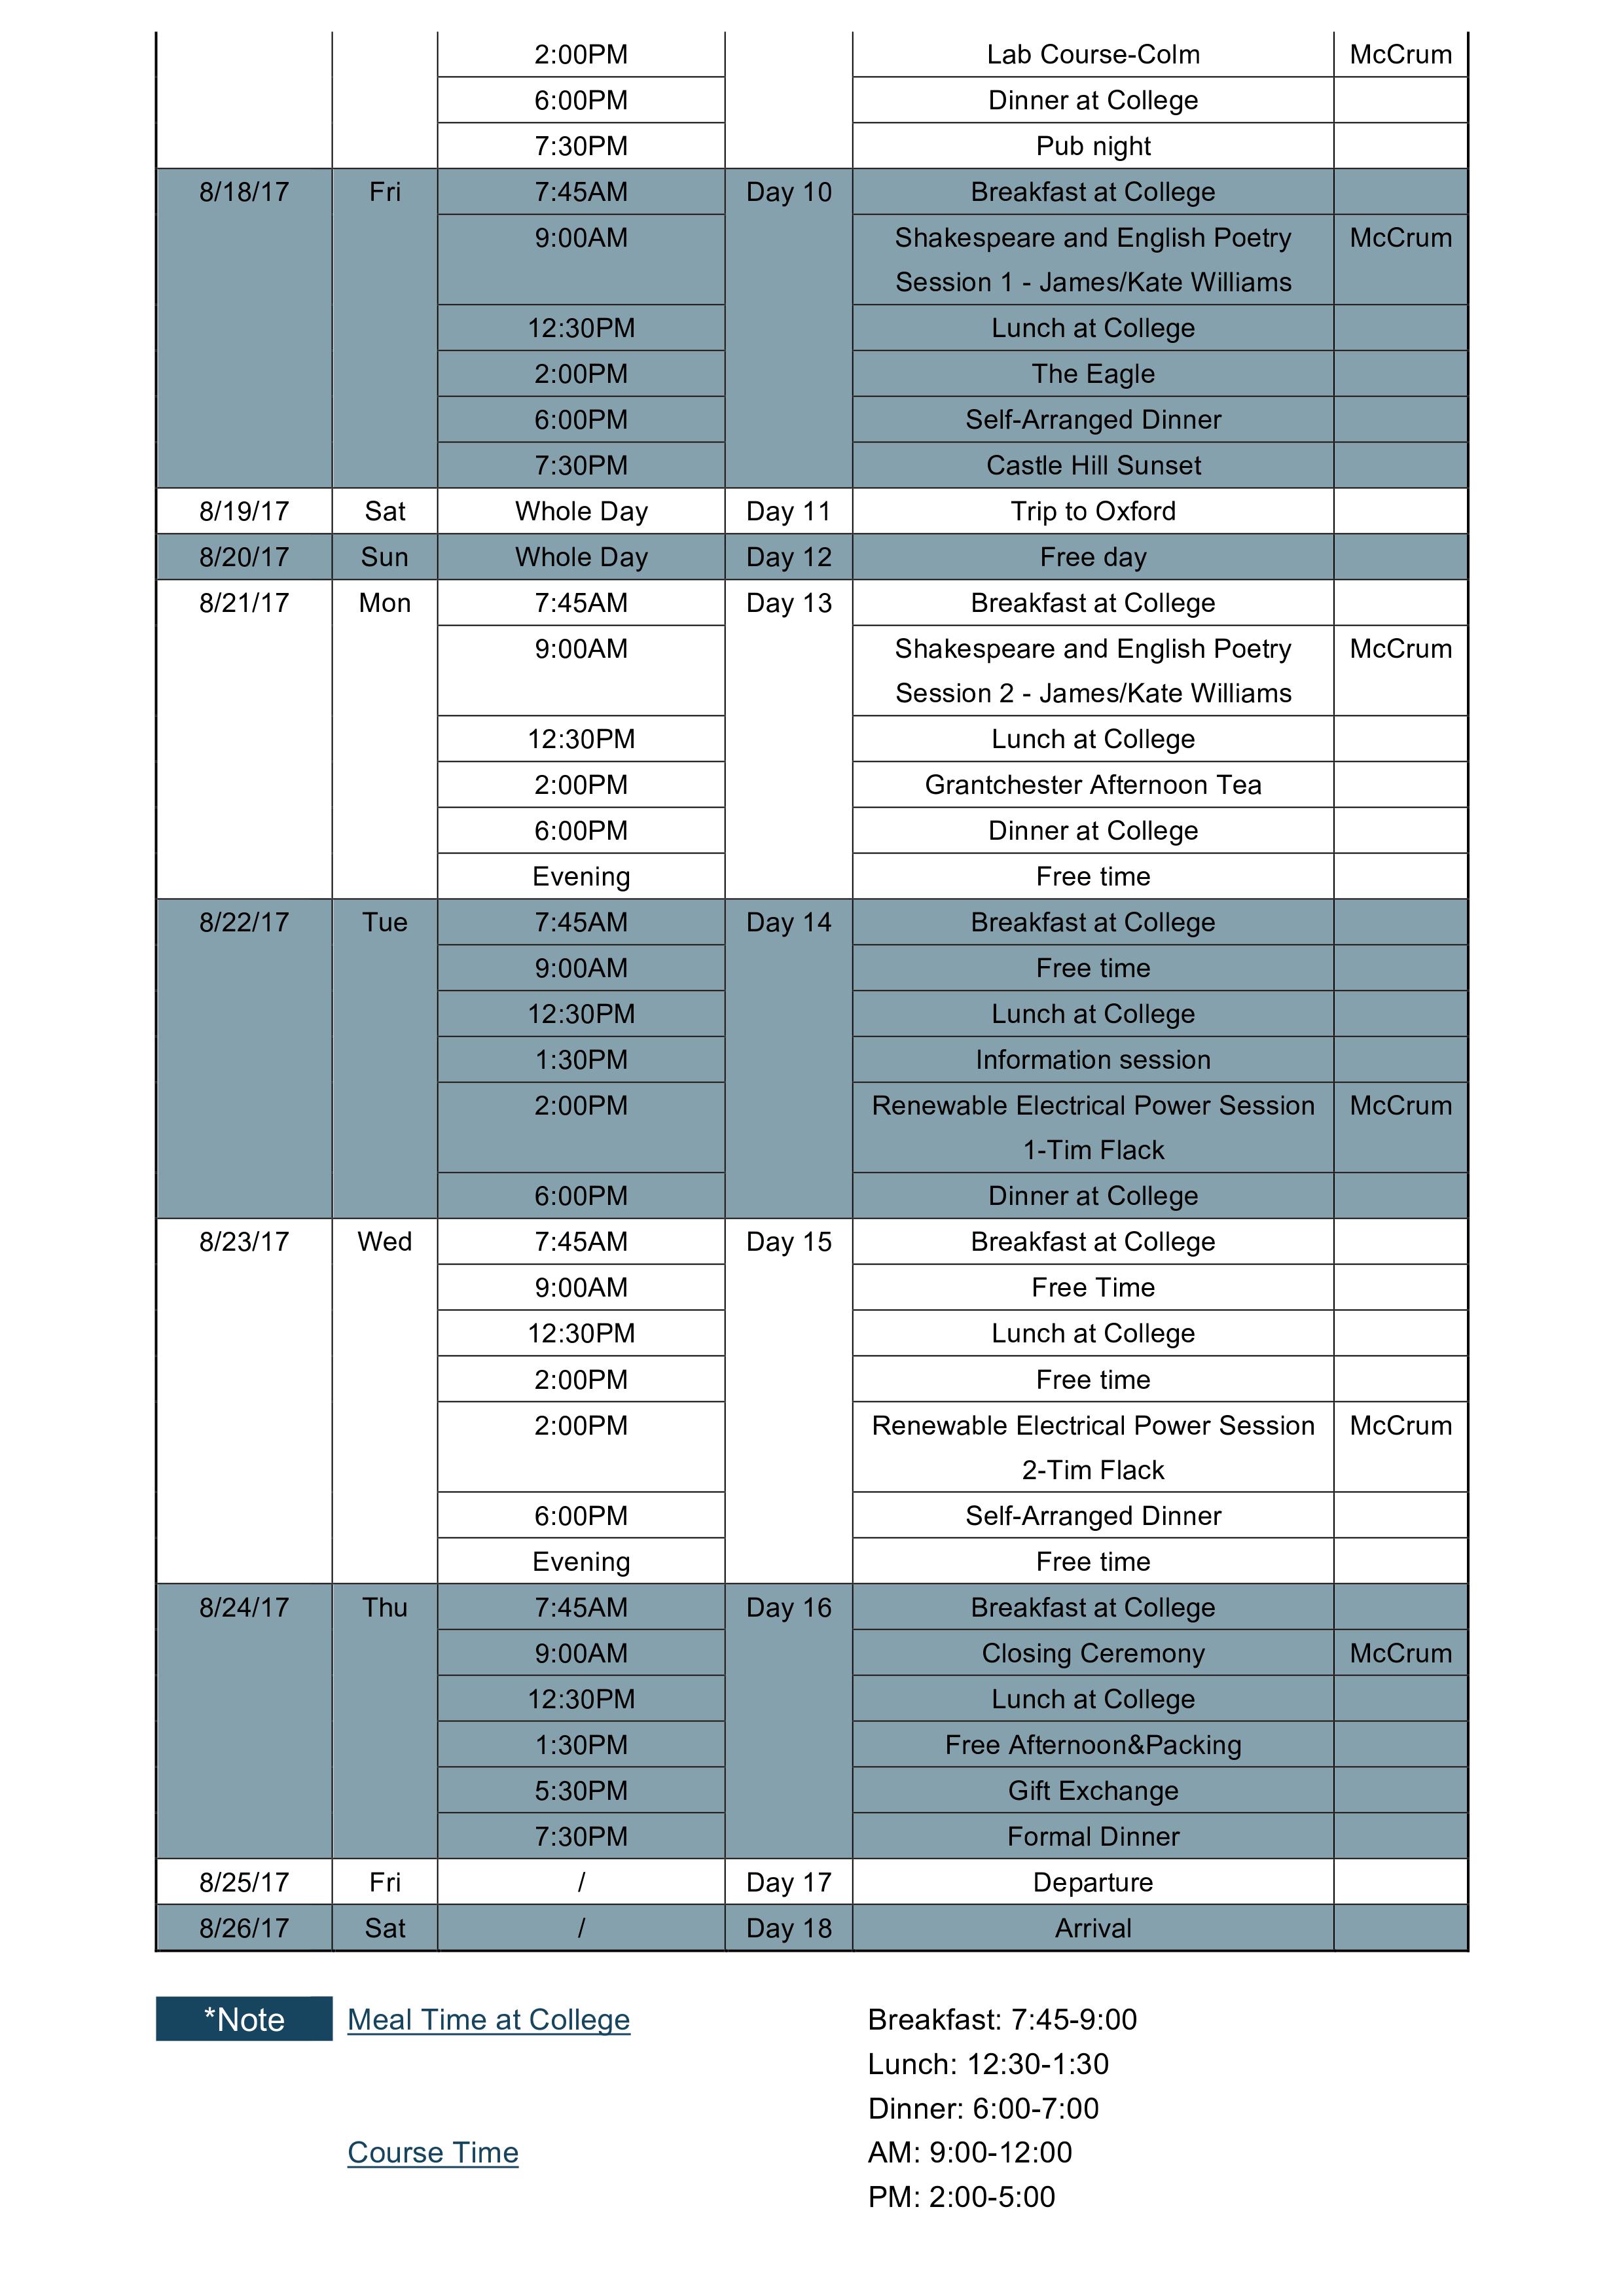 2:00PM Lab Course-Colm McCrum
6:00PM Dinner at College
7:30PM Pub night
8/18/17 Fri 7:45AM Day 10 Breakfast at College
9:00AM Shakespeare and English Poetry McCrum
Session 1 - James/Kate Williams
12:30PM Lunch at College
2:00PM The Eagle
6:00PM Self-Arranged Dinner
7:30PM Castle Hill Sunset
8/19/17 Sat Whole Day Day 11 Trip to Oxford
8/20/17 Sun Whole Day Day 12 Free day
8/21/17 Mon 7:45AM Day 13 Breakfast at College
9:00AM Shakespeare and English Poetry McCrum
Session 2 - James/Kate Williams
12:30PM Lunch at College
2:00PM Grantchester Afternoon Tea
6:00PM Dinner at College
Evening Free time
8/22/17 Tue 7:45AM Day 14 Breakfast at College
9:00AM Free time
12:30PM Lunch at College
1:30PM Information session
2:00PM Renewable Electrical Power Session McCrum
1-Tim Flack
6:00PM Dinner at College
8/23/17 Wed 7:45AM Day 15 Breakfast at College
9:00AM Free Time
12:30PM Lunch at College
2:00PM Free time
2:00PM Renewable Electrical Power Session McCrum
2-Tim Flack
6:00PM Self-Arranged Dinner
Evening Free time
8/24/17 Thu 7:45AM Day 16 Breakfast at College
9:00AM Closing Ceremony McCrum
12:30PM Lunch at College
1:30PM Free Afternoon&Packing
5:30PM Gift Exchange
7:30PM Formal Dinner
8/25/17 Fri / Day 17 Departure
8/26/17 Sat / Day 18 Arrival
*Note Meal Time at College Breakfast: 7:45-9:00
Lunch: 12:30-1:30
Dinner: 6:00-7:00
Course Time AM: 9:00-12:00
PM: 2:00-5:00